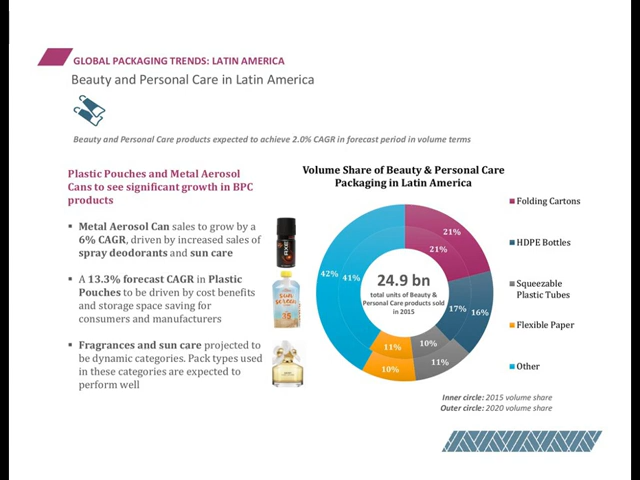 GLOBAL PACKAGING TRENDS: LATIN AMERICA
Beauty and Personal Care in Latin America
Beauty and Personal Care products expected to achieve 2.0% CAGR in forecast period in volume terms
Plastic Pouches and Metal Aerosol
Cans to see significant growth in BPC
products
▪ Metal Aerosol Can sales to grow by a
6% CAGR, driven by increased sales of
spray deodorants and sun care
▪ A 13.3% forecast CAGR in Plastic
Pouches to be driven by cost benefits
and storage space saving for
consumers and manufacturers
▪ Fragrances and sun care projected to
be dynamic categories. Pack types used
in these categories are expected to
perform well
AXE
35
Volume Share of Beauty & Personal Care
Packaging in Latin America
21%
21%
17%
16%
10%
11%
11%
10%
42%
41%
24.9 bn
total units of Beauty &
Personal Care products sold
in 2015
Folding Cartons
HDPE Bottles
Squeezable
Plastic Tubes
Flexible Paper
Other
Inner circle: 2015 volume share
Outer circle: 2020 volume share